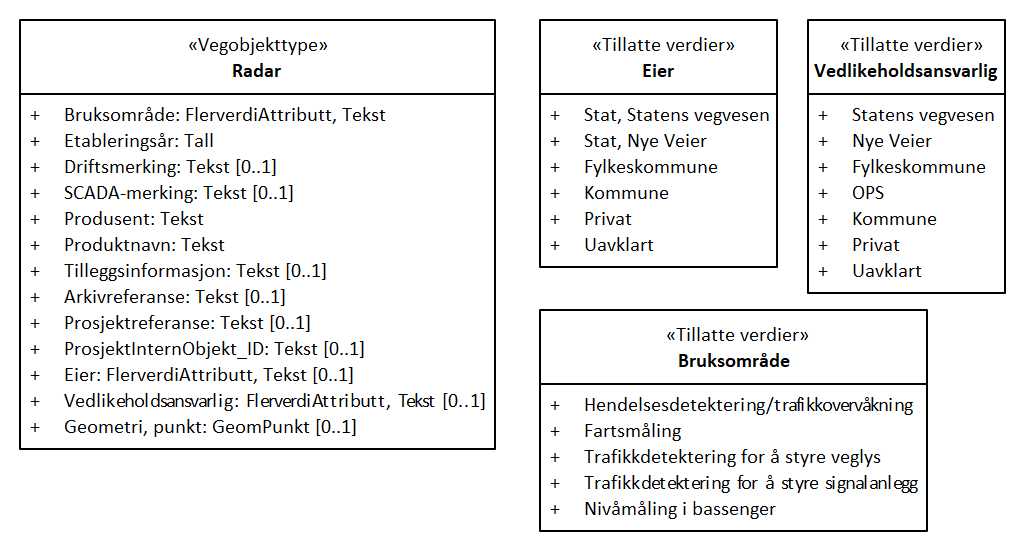 «Vegobjekttype»
Radar
+ Bruksområde: FlerverdiAttributt, Tekst
+ Etableringsår: Tall
+ Driftsmerking: Tekst [0..1]
+ SCADA-merking: Tekst [0..1]
+ Produsent: Tekst
+ Produktnavn: Tekst
+ Tilleggsinformasjon: Tekst [0..1]
+ Arkivreferanse: Tekst [0..1]
+ Prosjektreferanse: Tekst [0..1]
+ ProsjektInternObjekt_ID: Tekst [0..1]
+ Eier: FlerverdiAttributt, Tekst [0..1]
+ Vedlikeholdsansvarlig: FlerverdiAttributt, Tekst [0..1]
+ Geometri, punkt: GeomPunkt [0..1]
«Tillatte verdier»
Eier
+ Stat, Statens vegvesen
+ Stat, Nye Veier
+ Fylkeskommune
+ Kommune
+ Privat
+ Uavklart
«Tillatte verdier»
Vedlikeholdsansvarlig
+ Statens vegvesen
+ Nye Veier
+ Fylkeskommune
+ OPS
+ Kommune
+ Privat
+ Uavklart
«Tillatte verdier»
Bruksområde
+ Hendelsesdetektering/trafikkovervåkning
+ Fartsmåling
+ Trafikkdetektering for å styre veglys
+ Trafikkdetektering for å styre signalanlegg
+ Nivåmåling i bassenger